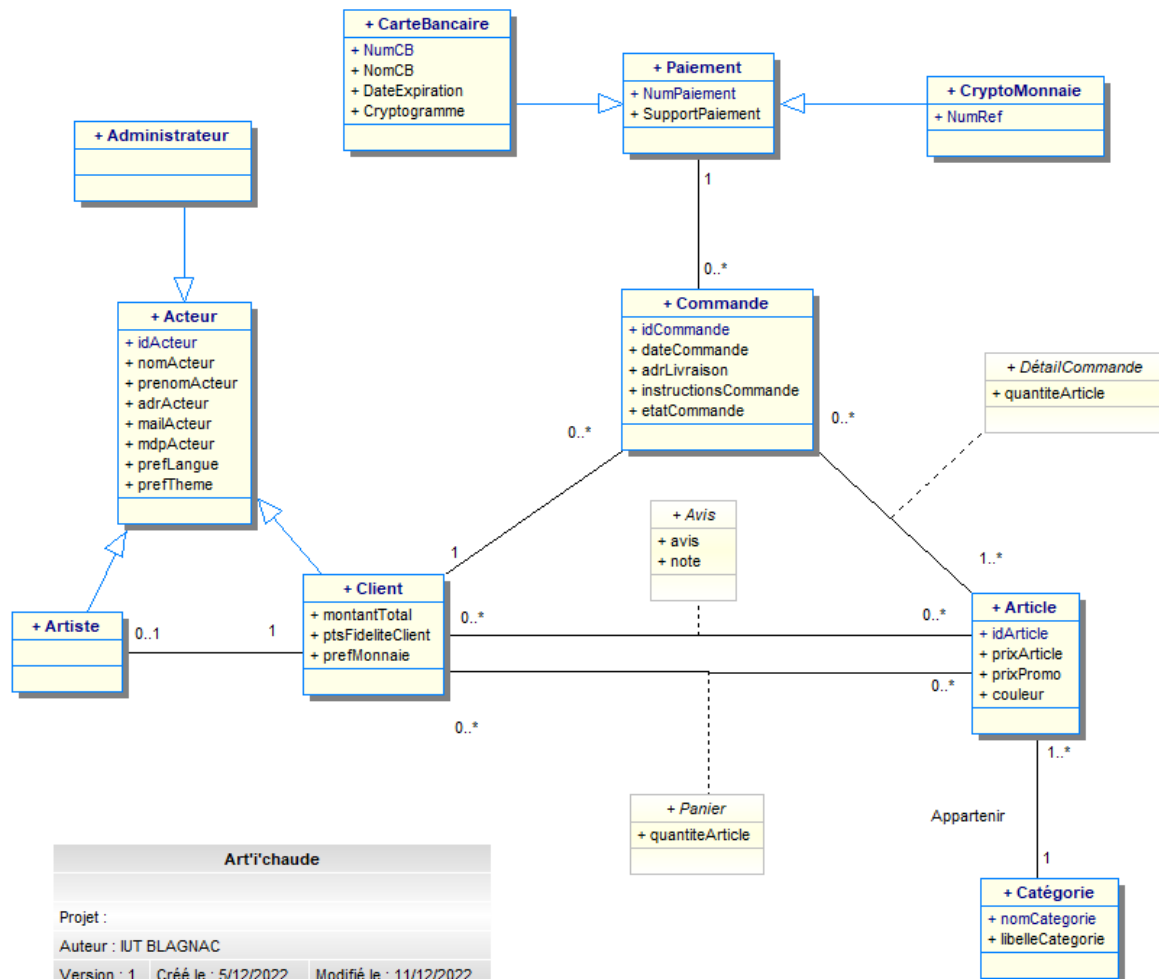 + CarteBancaire
+ NumCB
+ NomCB
+ DateExpiration
+ Cryptogramme
+ Paiement
+ NumPaiement
+ SupportPaiement
+ CryptoMonnaie
+ NumRef
+ Administrateur
1
0..*
+ Acteur
+ idActeur
+ nomActeur
+ prenomActeur
+ adrActeur
+ mailActeur
+ mdpActeur
+ prefLangue
+ prefTheme
+ Commande
+ idCommande
+ dateCommande
+ adrLivraison
+ instructionsCommande
+ etatCommande
+ DétailCommande
+ quantiteArticle
0..*
0..*
+ Avis
+ avis
+ note
1
1..*
+ Artiste
0..1
1
+ Client
+ montantTotal
+ ptsFideliteClient
+ prefMonnaie
0..*
0..*
+ Article
+ idArticle
+ prixArticle
+ prixPromo
+ couleur
0..*
0..*
1..*
+ Panier
+ quantiteArticle
Appartenir
1
+ Catégorie
+ nomCategorie
+ libelleCategorie
Art'i'chaude
Projet :
Auteur : IUT BLAGNAC
Version : 1 Créé le : 5/12/2022 Modifié le : 11/12/2022